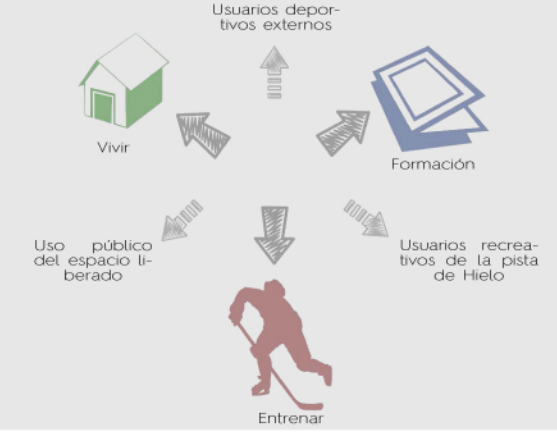 Usuarios depor-
tivos externos
Vivir
Formación
Uso público
del espacio li-
berado
Usuarios recrea-
tivos de la pista
de Hielo
Entrenar